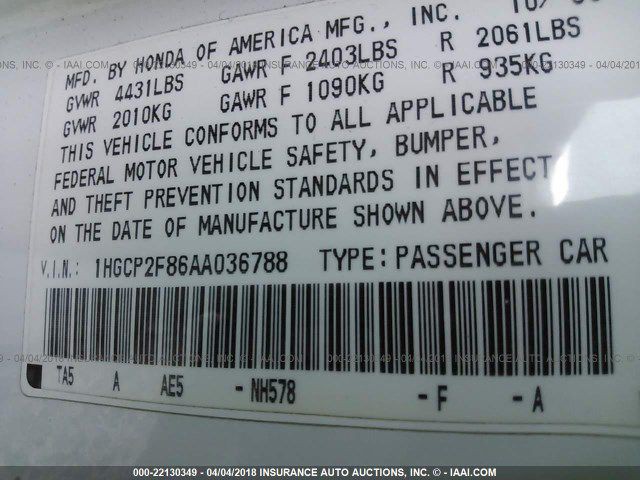 MFD. BY HONDA OF AMERICA MFG., INC. 10/
GVWR 4431LBS GAWR F 2403LBS R 2061LBS
GVWR 2010KG GAWR F 1090KG R 935KG
THIS VEHICLE CONFORMS TO ALL APPLICABLE
FEDERAL MOTOR VEHICLE SAFETY, BUMPER,
AND THEFT PREVENTION STANDARDS IN EFFECT
ON THE DATE OF MANUFACTURE SHOWN ABOVE.
V.I.N.: 1HGCP2F86AA036788 TYPE: PASSENGER CAR
TA5 A AE5 -NH578 -F -A
000-22130349 - 04/04/2018 INSURANCE AUTO AUCTIONS, INC. - © - IAAI.COM